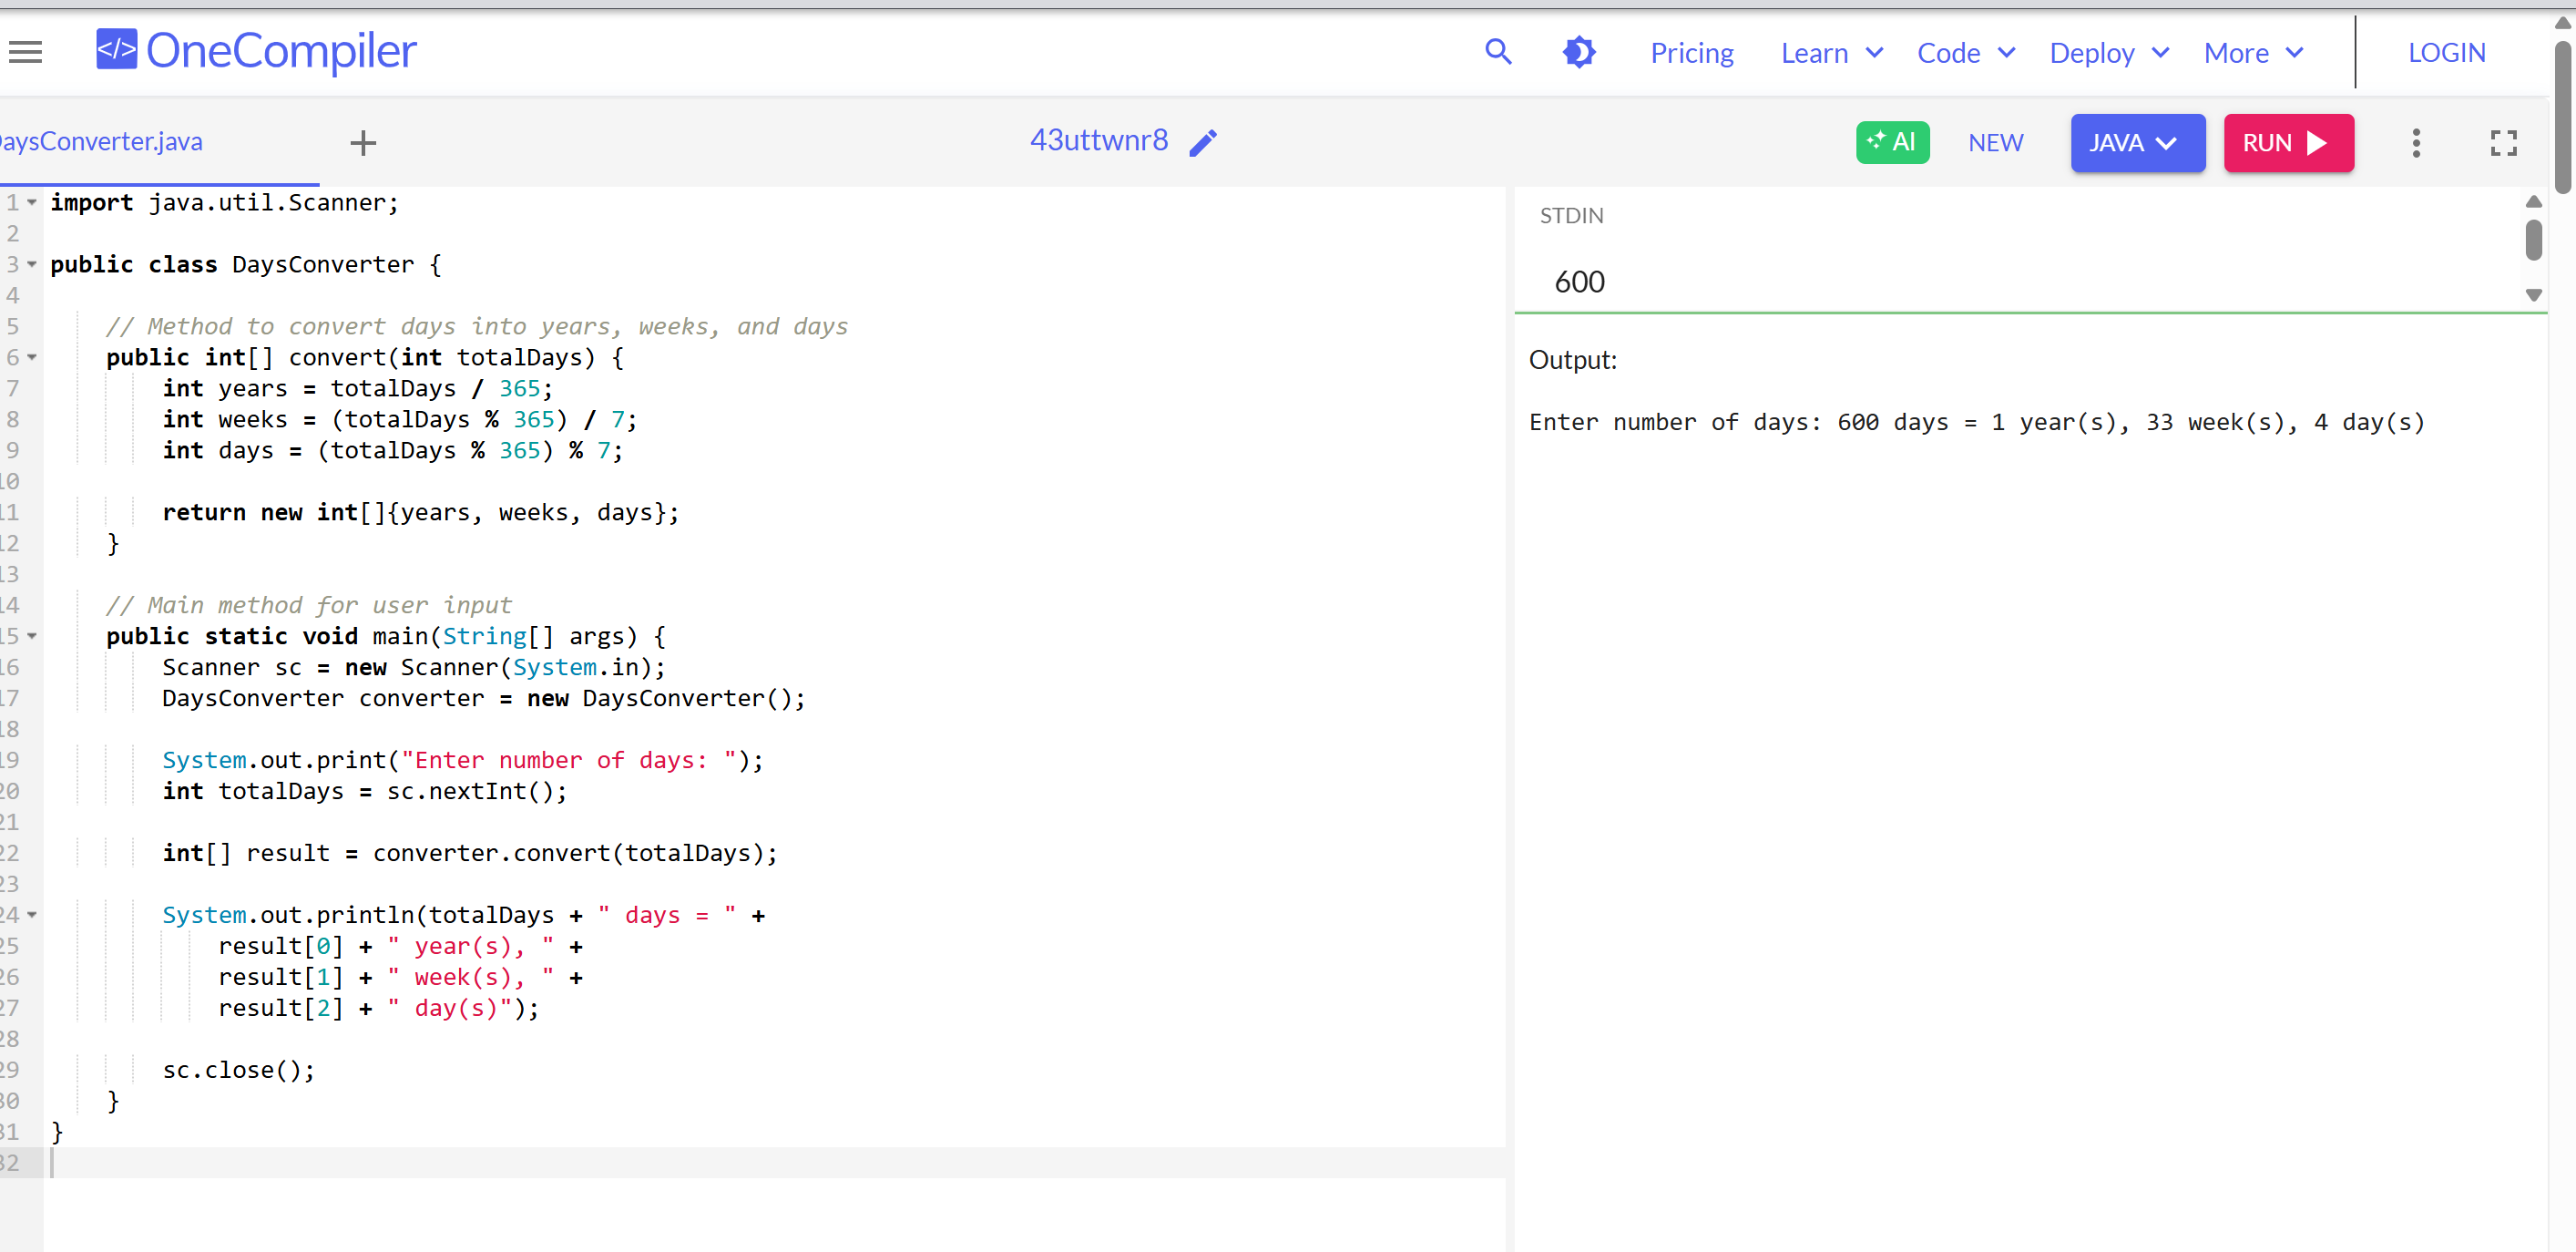 </> OneCompiler
Pricing Learn Code Deploy More LOGIN
aysConverter.java
43uttwnr8
AI NEW JAVA RUN
1 import java.util.Scanner;
2
3 public class DaysConverter {
4
5 // Method to convert days into years, weeks, and days
6 public int[] convert(int totalDays) {
7 int years = totalDays / 365;
8 int weeks = (totalDays % 365) / 7;
9 int days = (totalDays % 365) % 7;
10
11 return new int[]{years, weeks, days};
12 }
13
14 // Main method for user input
15 public static void main(String[] args) {
16 Scanner sc = new Scanner(System.in);
17 DaysConverter converter = new DaysConverter();
18
19 System.out.print("Enter number of days: ");
20 int totalDays = sc.nextInt();
21
22 int[] result = converter.convert(totalDays);
23
24 System.out.println(totalDays + " days = " +
25 result[0] + " year(s), " +
26 result[1] + " week(s), " +
27 result[2] + " day(s)");
28
29 sc.close();
30 }
31 }
32
STDIN
600
Output:
Enter number of days: 600 days = 1 year(s), 33 week(s), 4 day(s)